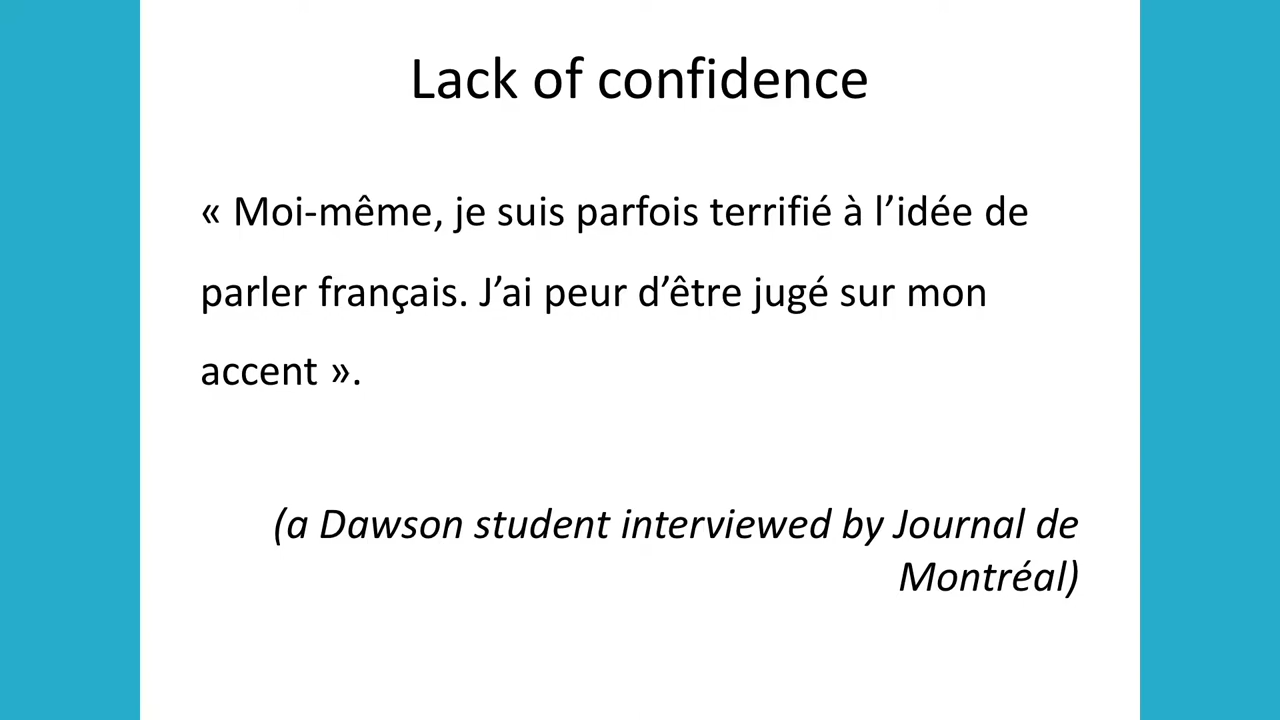 Lack of confidence
« Moi-même, je suis parfois terrifié à l’idée de
parler français. J’ai peur d’être jugé sur mon
accent ».
(a Dawson student interviewed by Journal de
Montréal)